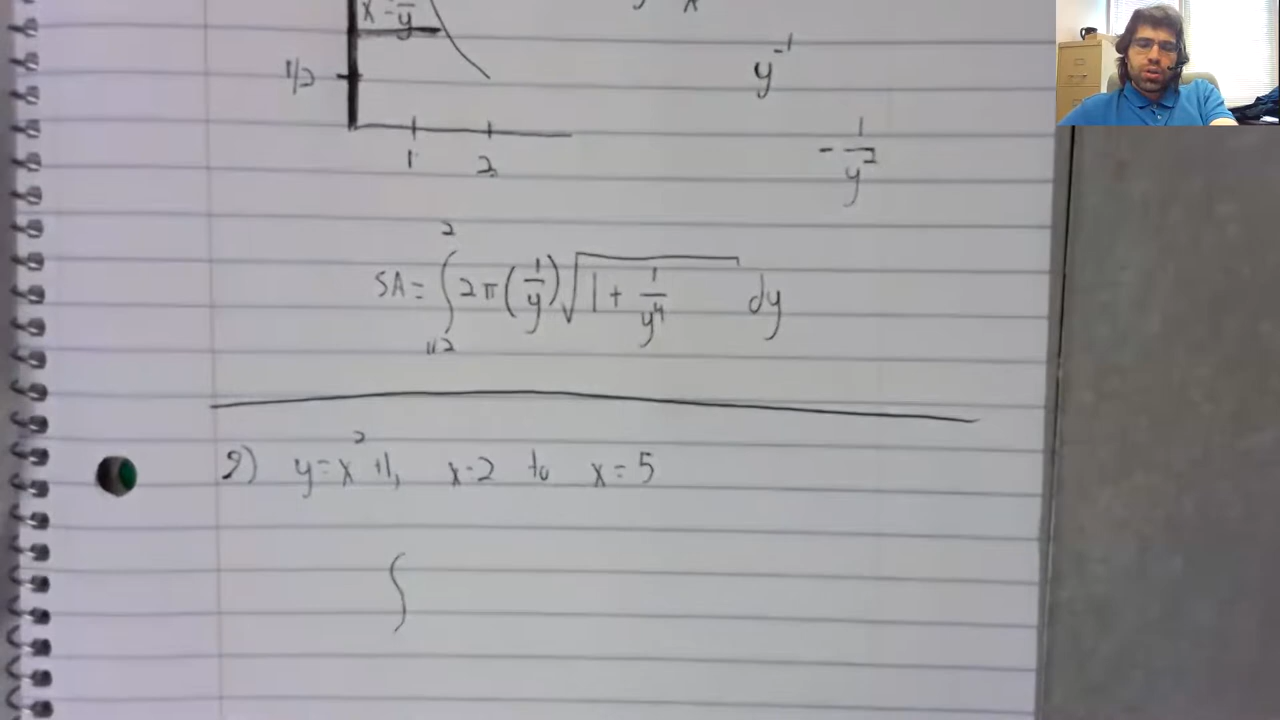 x = 1/y
1/2
1 2
y^-1
- 1/y^2
SA = ∫_{1/2}^{2} 2π(1/y)√(1 + 1/y^4) dy
2) y = x^2 + 1, x = 2 to x = 5
∫